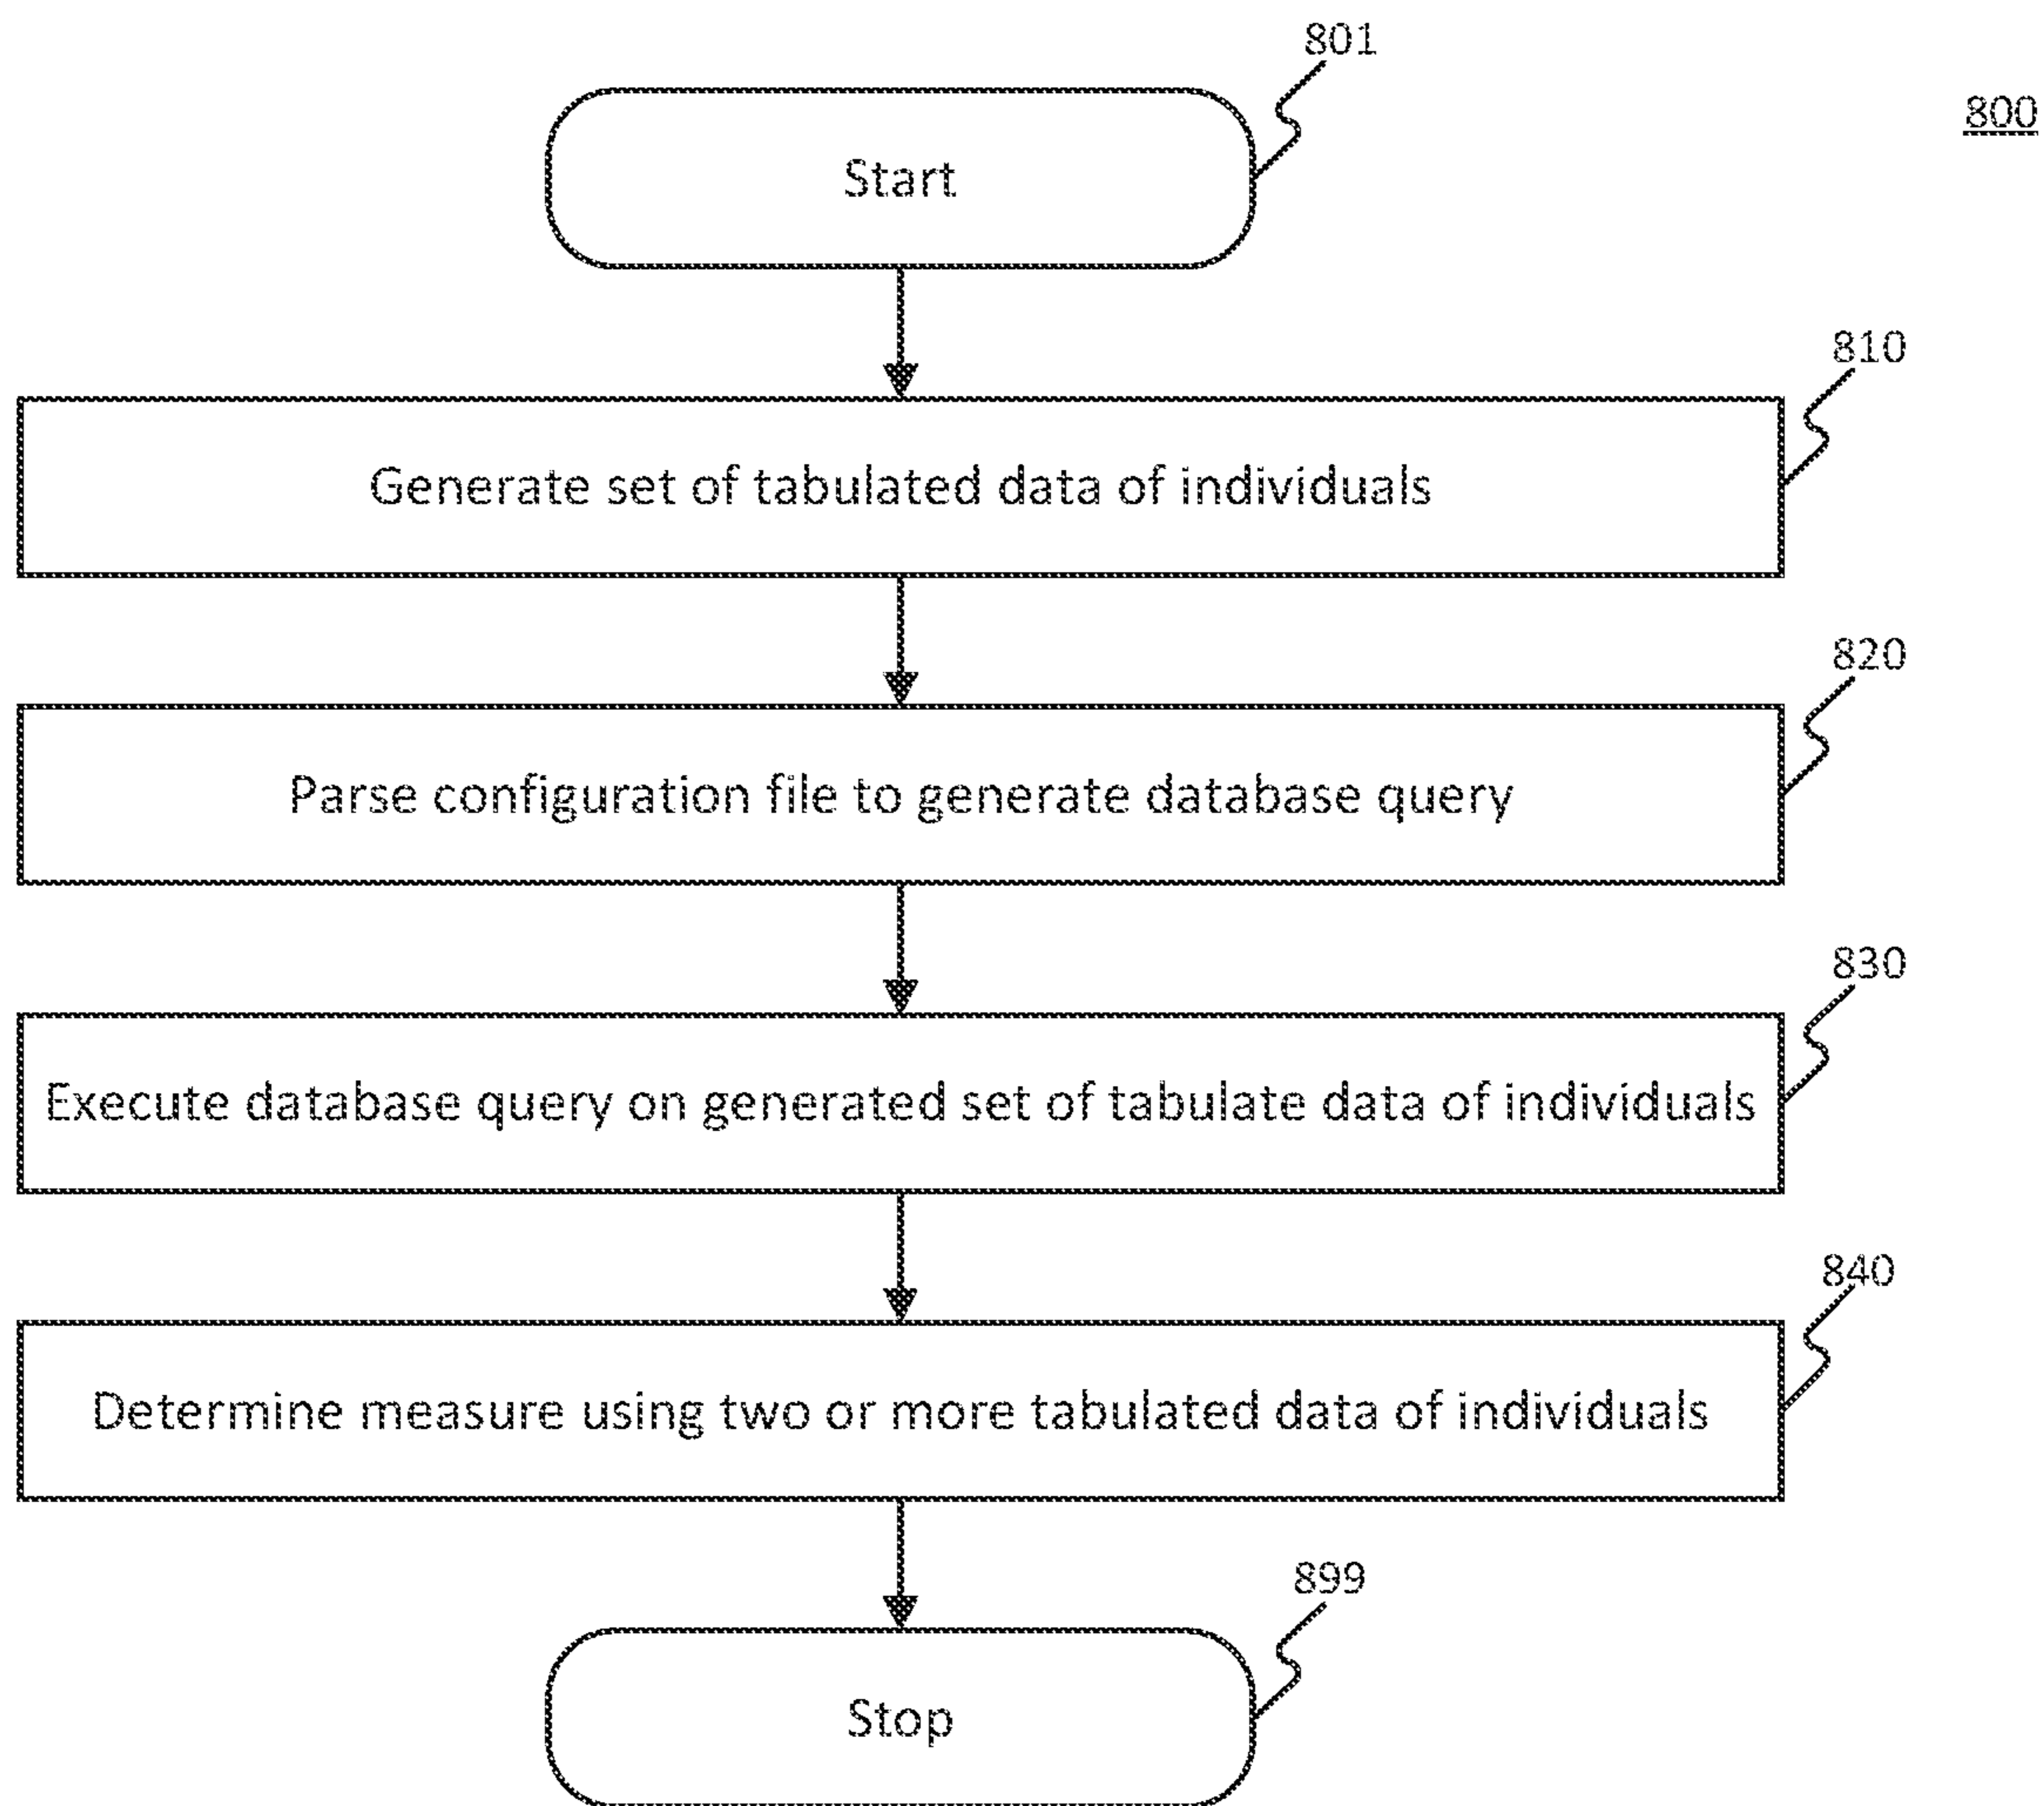 801
800
Start
810
Generate set of tabulated data of individuals
820
Parse configuration file to generate database query
830
Execute database query on generated set of tabulate data of individuals
840
Determine measure using two or more tabulated data of individuals
899
Stop